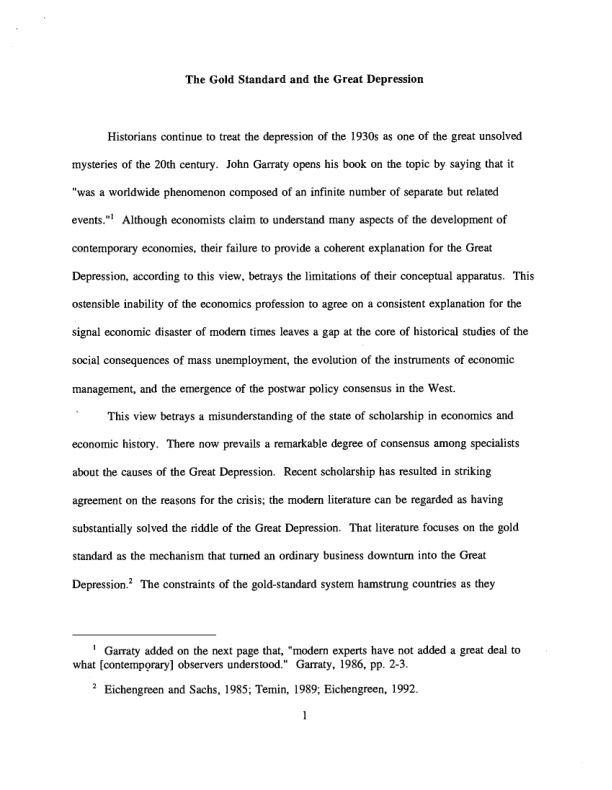 The Gold Standard and the Great Depression
Historians continue to treat the depression of the 1930s as one of the great unsolved
mysteries of the 20th century. John Garraty opens his book on the topic by saying that it
"was a worldwide phenomenon composed of an infinite number of separate but related
events."1 Although economists claim to understand many aspects of the development of
contemporary economies, their failure to provide a coherent explanation for the Great
Depression, according to this view, betrays the limitations of their conceptual apparatus. This
ostensible inability of the economics profession to agree on a consistent explanation for the
signal economic disaster of modern times leaves a gap at the core of historical studies of the
social consequences of mass unemployment, the evolution of the instruments of economic
management, and the emergence of the postwar policy consensus in the West.
This view betrays a misunderstanding of the state of scholarship in economics and
economic history. There now prevails a remarkable degree of consensus among specialists
about the causes of the Great Depression. Recent scholarship has resulted in striking
agreement on the reasons for the crisis; the modern literature can be regarded as having
substantially solved the riddle of the Great Depression. That literature focuses on the gold
standard as the mechanism that turned an ordinary business downturn into the Great
Depression.2 The constraints of the gold-standard system hamstrung countries as they
1 Garraty added on the next page that, "modern experts have not added a great deal to
what [contemporary] observers understood." Garraty, 1986, pp. 2-3.
2 Eichengreen and Sachs, 1985; Temin, 1989; Eichengreen, 1992.
1